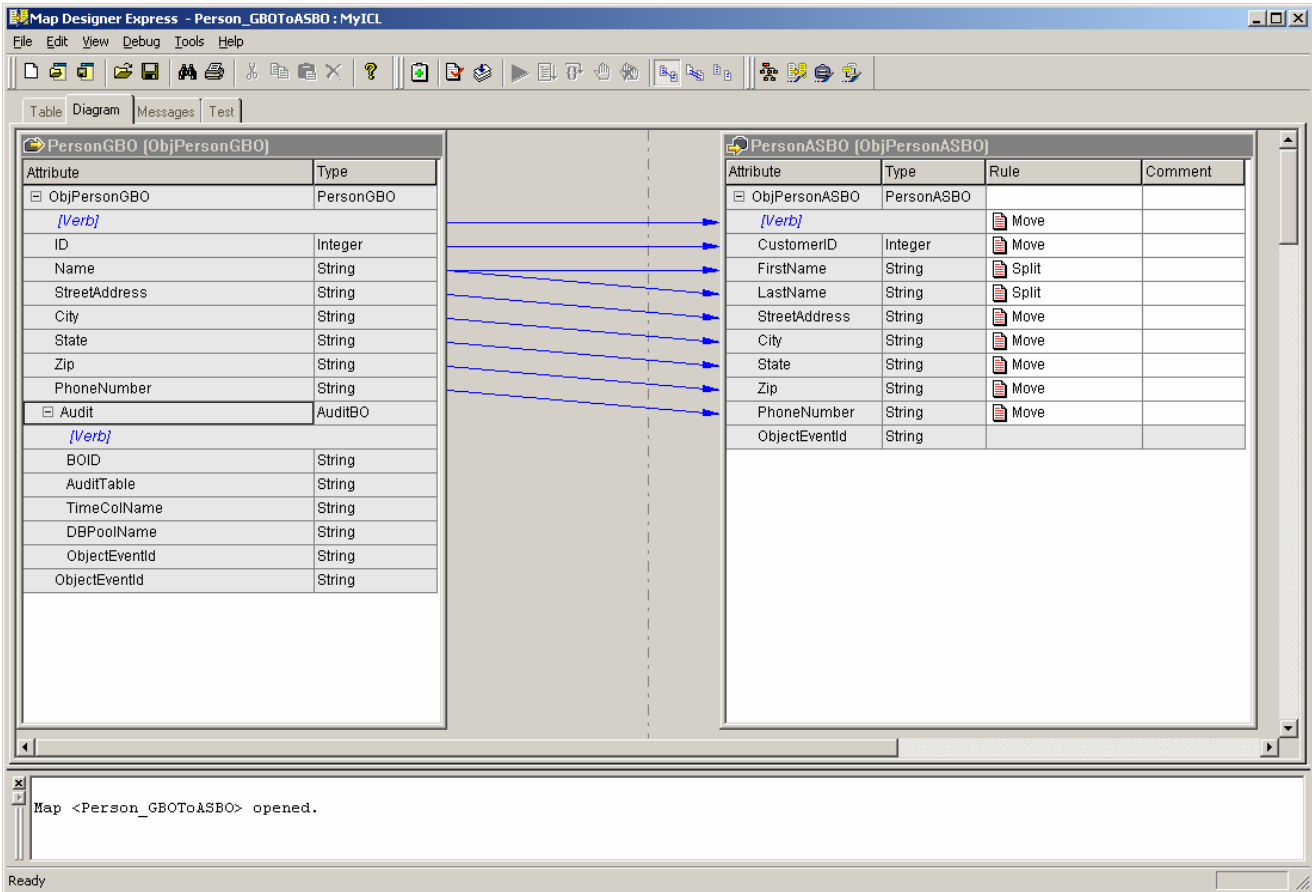 Map Designer Express - Person_GBOToASBO : MyICL
File Edit View Debug Tools Help
Table Diagram Messages Test
PersonGBO (ObjPersonGBO)
Attribute Type
ObjPersonGBO PersonGBO
[Verb]
ID Integer
Name String
StreetAddress String
City String
State String
Zip String
PhoneNumber String
Audit AuditBO
[Verb]
BOID String
AuditTable String
TimeColName String
DBPoolName String
ObjectEventId String
ObjectEventId String
PersonASBO (ObjPersonASBO)
Attribute Type Rule Comment
ObjPersonASBO PersonASBO
[Verb] Move
CustomerID Integer Move
FirstName String Split
LastName String Split
StreetAddress String Move
City String Move
State String Move
Zip String Move
PhoneNumber String Move
ObjectEventId String
Map <Person_GBOToASBO> opened.
Ready